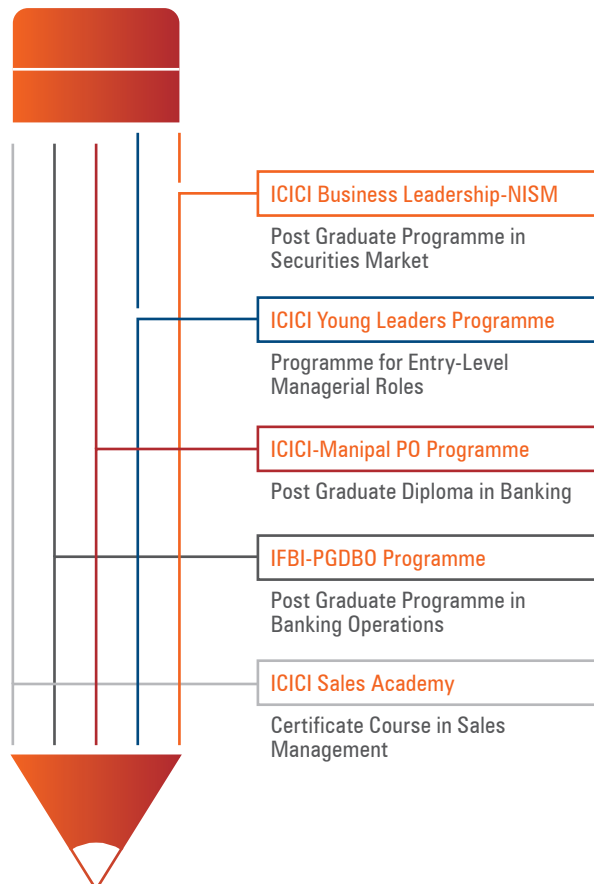 ICICI Business Leadership-NISM
Post Graduate Programme in
Securities Market
ICICI Young Leaders Programme
Programme for Entry-Level
Managerial Roles
ICICI-Manipal PO Programme
Post Graduate Diploma in Banking
IFBI-PGDBO Programme
Post Graduate Programme in
Banking Operations
ICICI Sales Academy
Certificate Course in Sales
Management